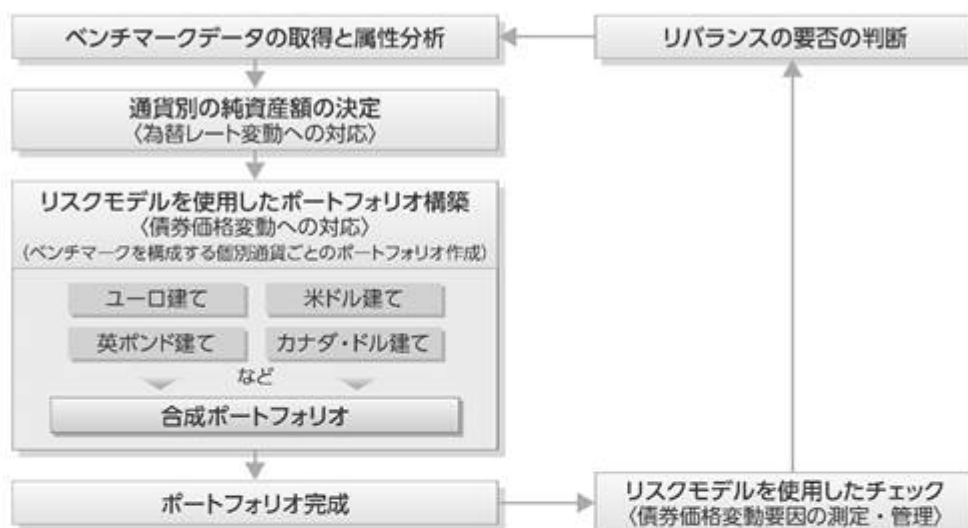 ベンチマークデータの取得と属性分析
リバランスの要否の判断
通貨別の純資産額の決定
〈為替レート変動への対応〉
リスクモデルを使用したポートフォリオ構築
〈債券価格変動への対応〉
(ベンチマークを構成する個別通貨ごとのポートフォリオ作成)
ユーロ建て
米ドル建て
英ポンド建て
カナダ・ドル建て
など
合成ポートフォリオ
ポートフォリオ完成
リスクモデルを使用したチェック
〈債券価格変動要因の測定・管理〉